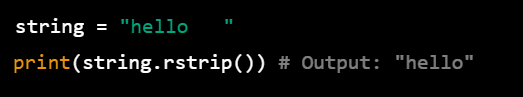 string = "hello   "
print(string.rstrip()) # Output: "hello"